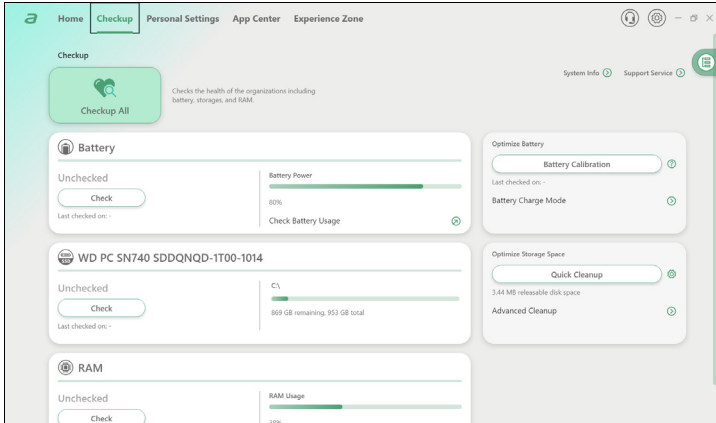 Home Checkup Personal Settings App Center Experience Zone
Checkup
System Info
Support Service
Checkup All
Checks the health of the organizations including
battery, storages, and RAM.
Battery
Unchecked
Check
Last checked on: -
Battery Power
80%
Check Battery Usage
Optimize Battery
Battery Calibration
Last checked on: -
Battery Charge Mode
WD PC SN740 SDDQNQD-1T00-1014
Unchecked
Check
Last checked on: -
C:\
869 GB remaining, 953 GB total
Optimize Storage Space
Quick Cleanup
3.44 MB releasable disk space
Advanced Cleanup
RAM
Unchecked
Check
RAM Usage